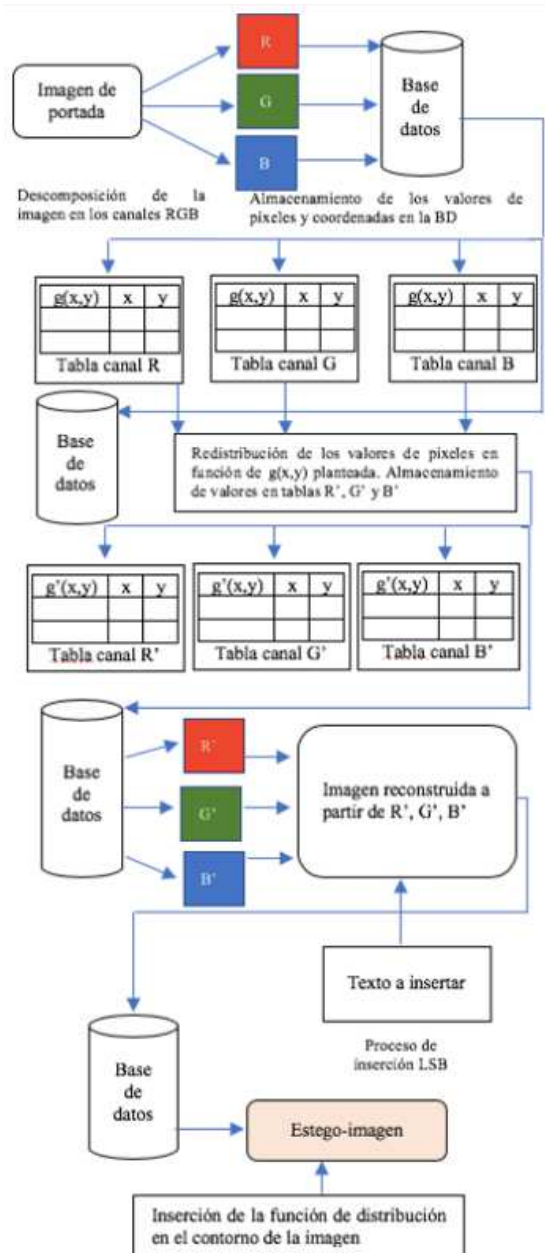 R
Imagen de
portada
G
Base
de
datos
B
Descomposición de la
imagen en los canales RGB
Almacenamiento de los valores de
pixeles y coordenadas en la BD
g(x,y) x y
Tabla canal R
g(x,y) x y
Tabla canal G
g(x,y) x y
Tabla canal B
Base
de
datos
Redistribución de los valores de pixeles en
función de g(x,y) planteada. Almacenamiento
de valores en tablas R’, G’ y B’
g’(x,y) x y
Tabla canal R’
g’(x,y) x y
Tabla canal G’
g’(x,y) x y
Tabla canal B’
Base
de
datos
R’
G’
B’
Imagen reconstruida a
partir de R’, G’, B’
Texto a insertar
Proceso de
inserción LSB
Base
de
datos
Estego-imagen
Inserción de la función de distribución
en el contorno de la imagen